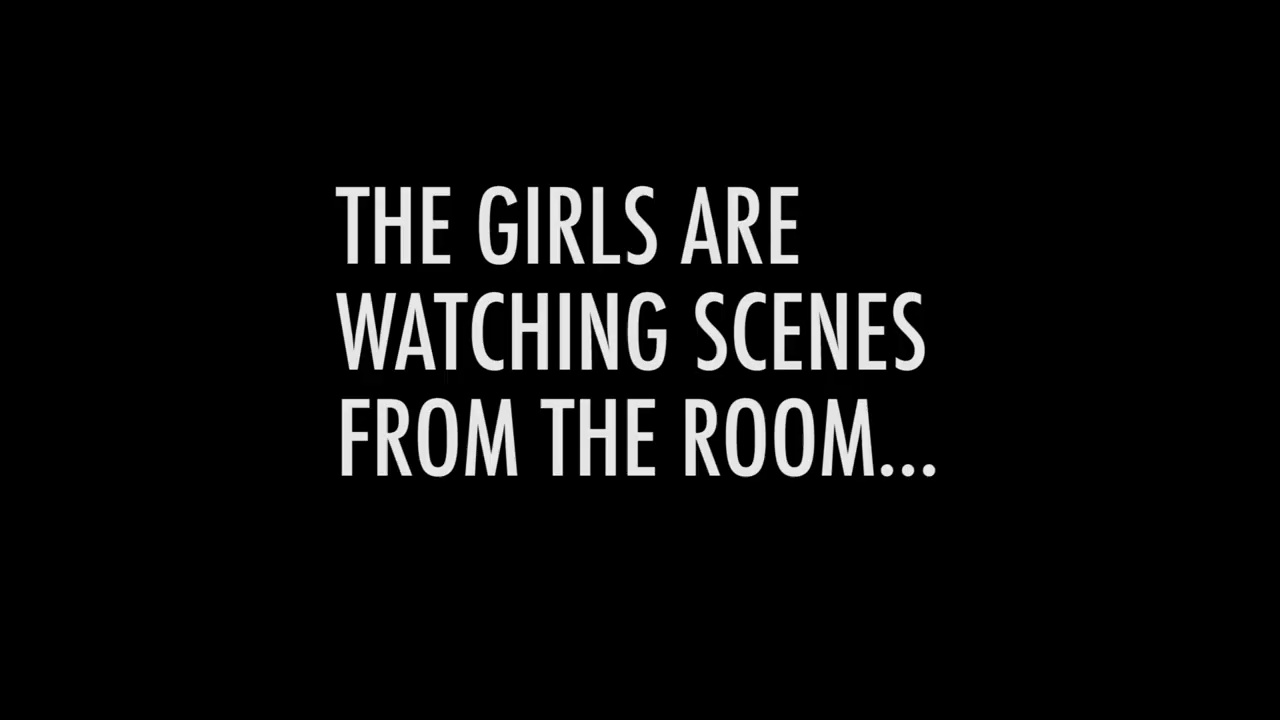 THE GIRLS ARE
WATCHING SCENES
FROM THE ROOM...